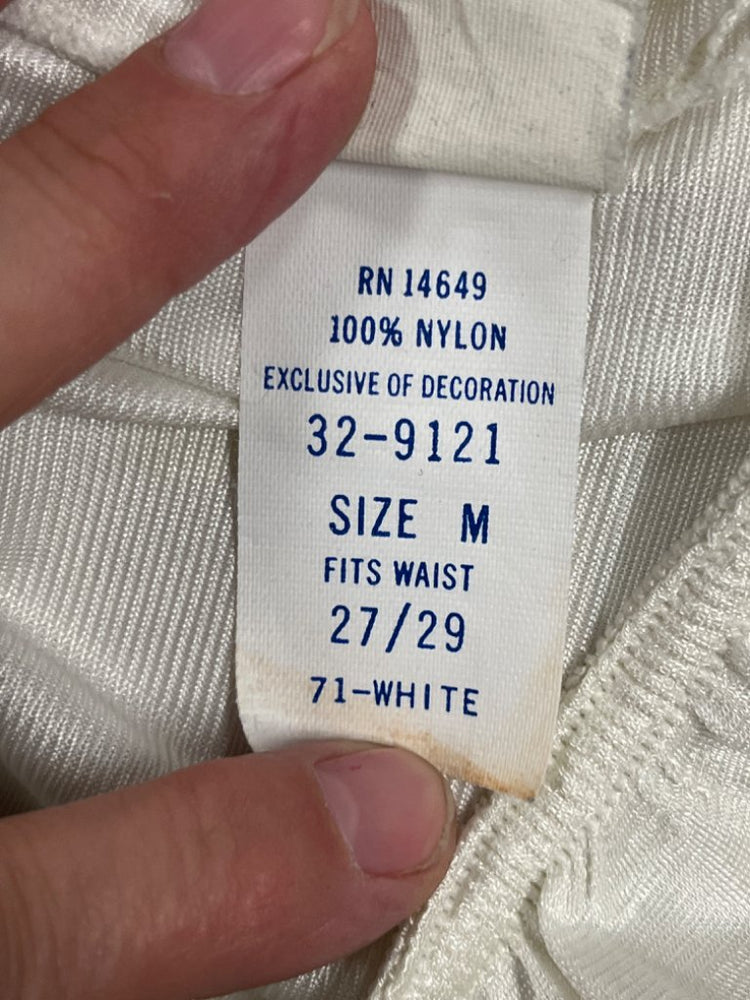 RN 14649
100% NYLON
EXCLUSIVE OF DECORATION
32-9121
SIZE M
FITS WAIST
27/29
71-WHITE